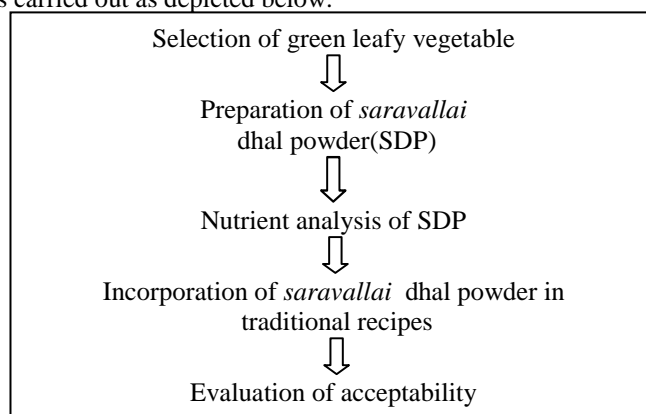 s carried out as depicted below.
Selection of green leafy vegetable
Preparation of saravallai
dhal powder(SDP)
Nutrient analysis of SDP
Incorporation of saravallai dhal powder in
traditional recipes
Evaluation of acceptability